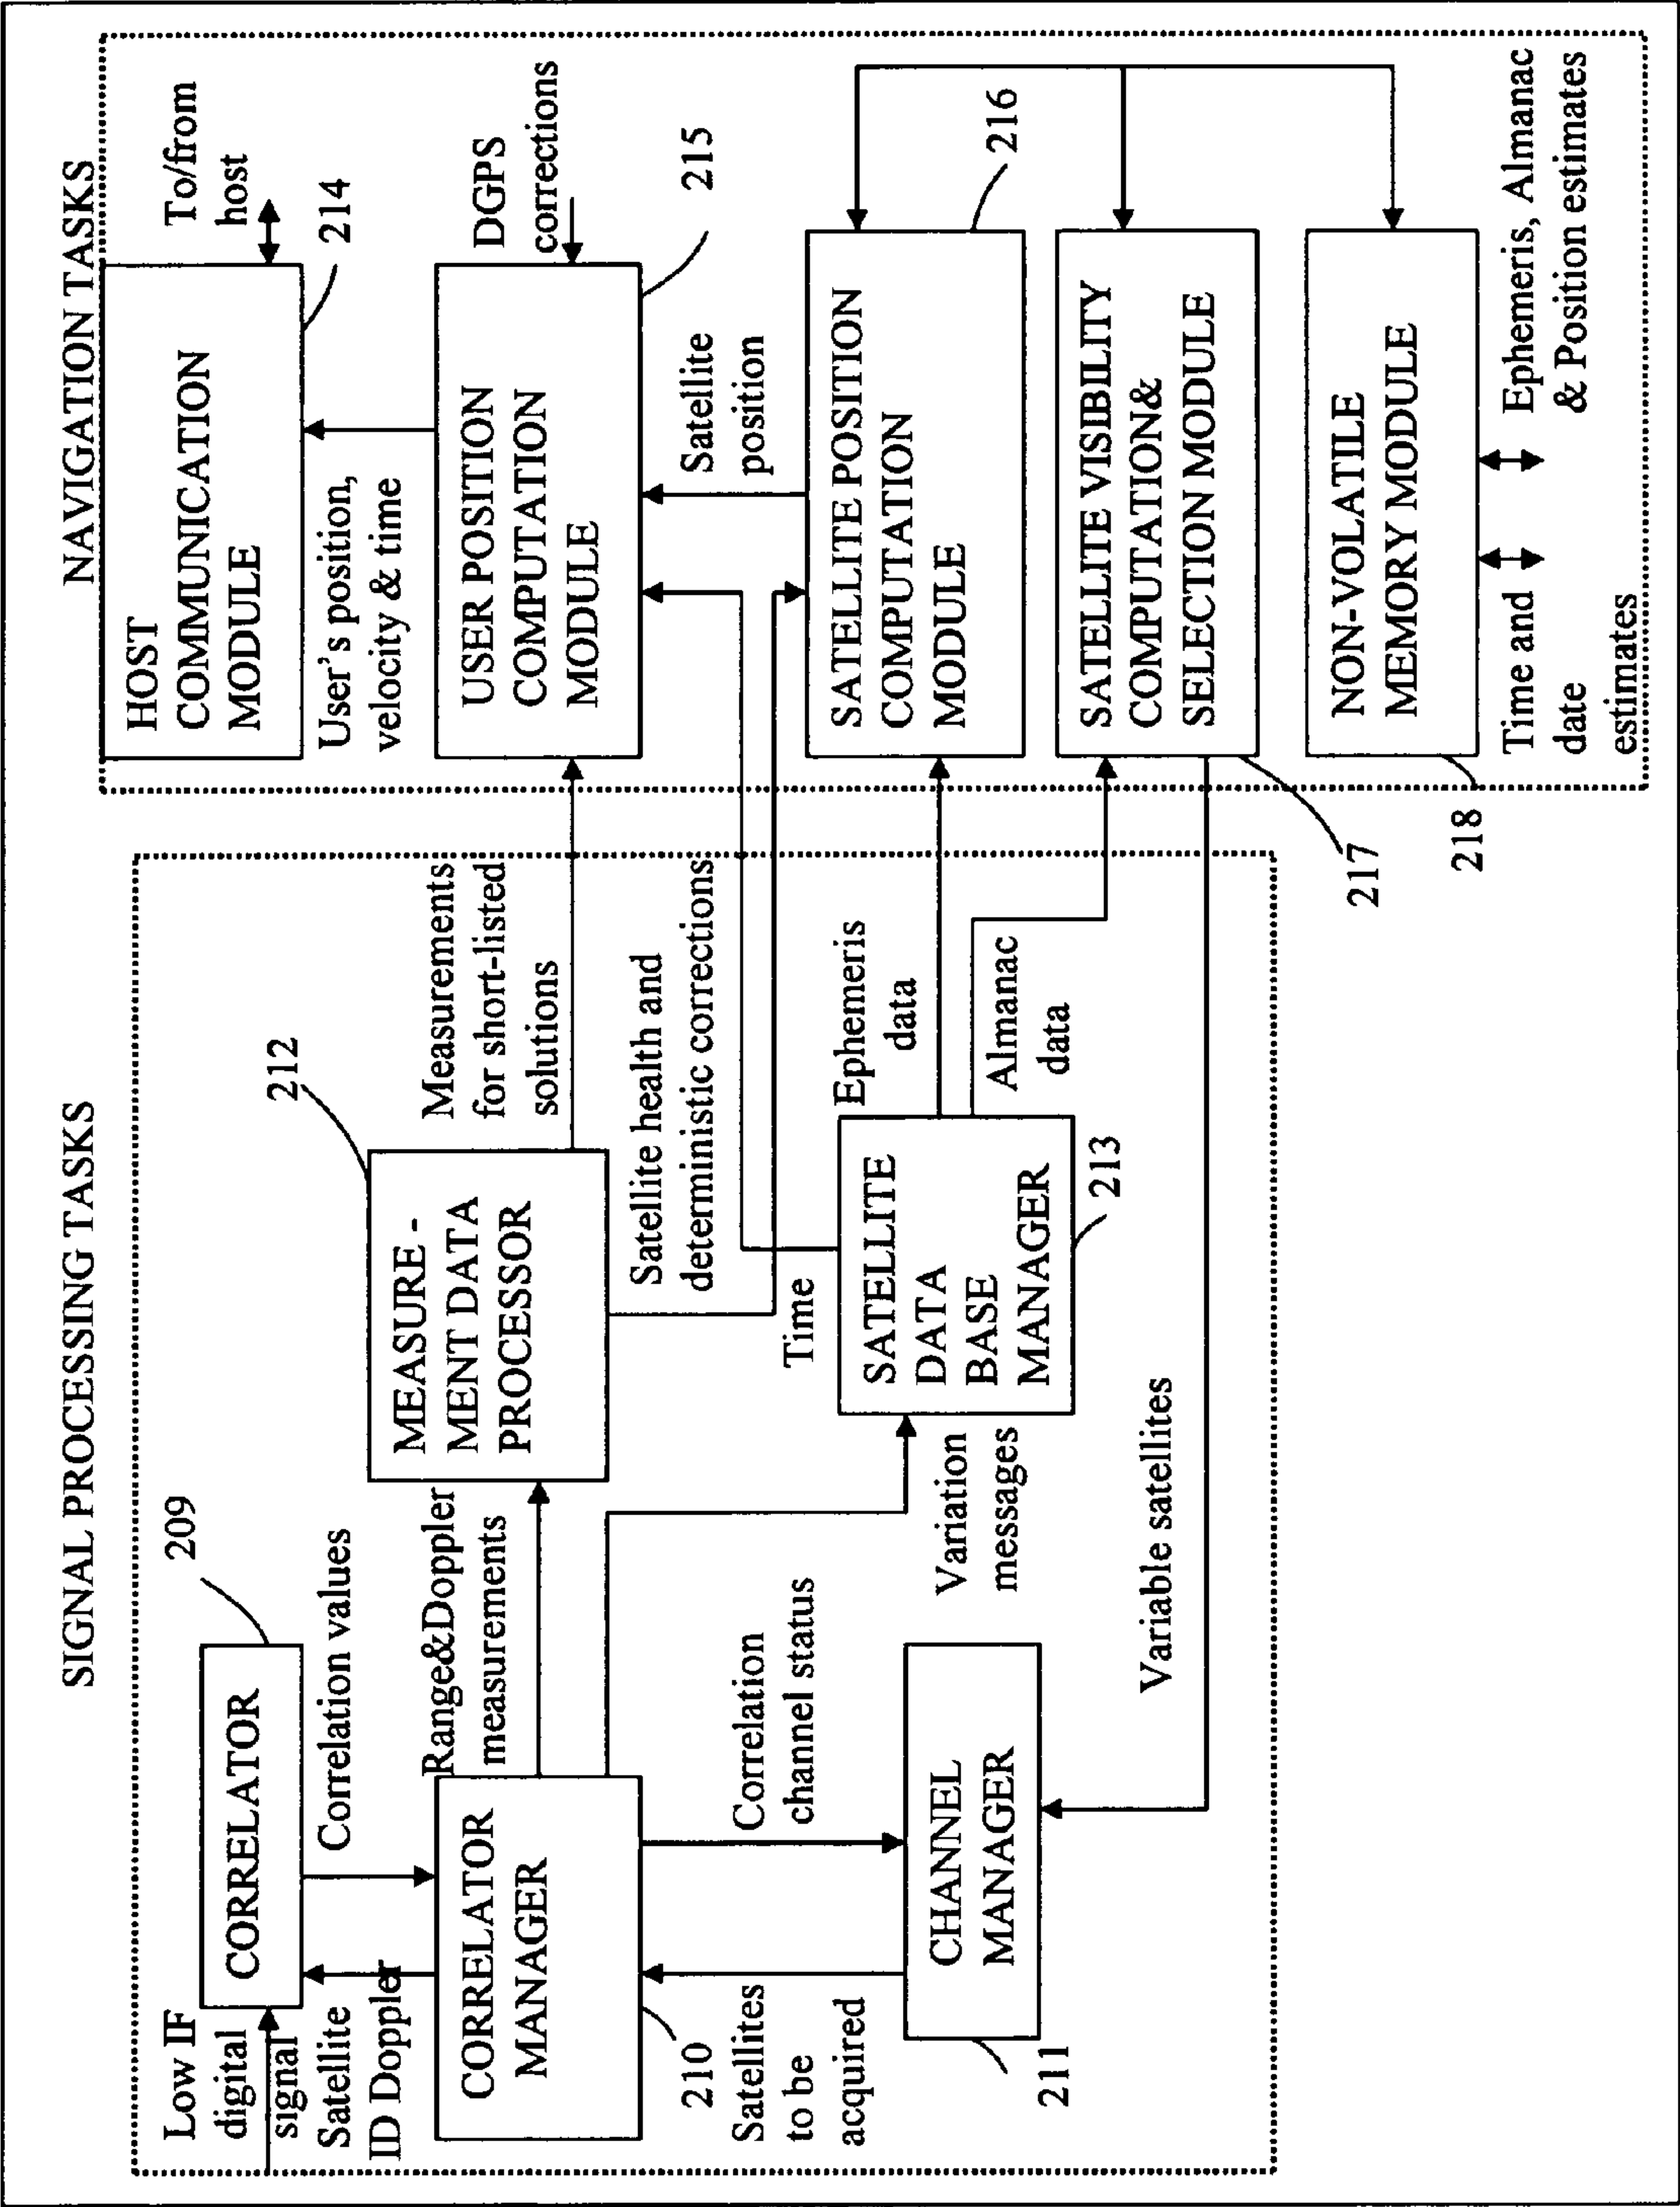 SIGNAL PROCESSING TASKS
Low IF
digital
signal
CORRELATOR
209
Satellite
ID Doppler
Correlation values
CORRELATOR
MANAGER
210
Range&Doppler
measurements
MEASURE -
MENT DATA
PROCESSOR
212
Measurements
for short-listed
solutions
Satellite health and
deterministic corrections
Time
Satellites
to be
acquired
Correlation
channel status
CHANNEL
MANAGER
211
Variation
messages
SATELLITE
DATA
BASE
MANAGER
213
Ephemeris
data
Almanac
data
Variable satellites
NAVIGATION TASKS
HOST
COMMUNICATION
MODULE
To/from
host
214
User's position,
velocity & time
USER POSITION
COMPUTATION
MODULE
DGPS
corrections
215
Satellite
position
SATELLITE POSITION
COMPUTATION
MODULE
216
SATELLITE VISIBILITY
COMPUTATION&
SELECTION MODULE
217
NON-VOLATILE
MEMORY MODULE
218
Time and
date
estimates
Ephemeris, Almanac
& Position estimates